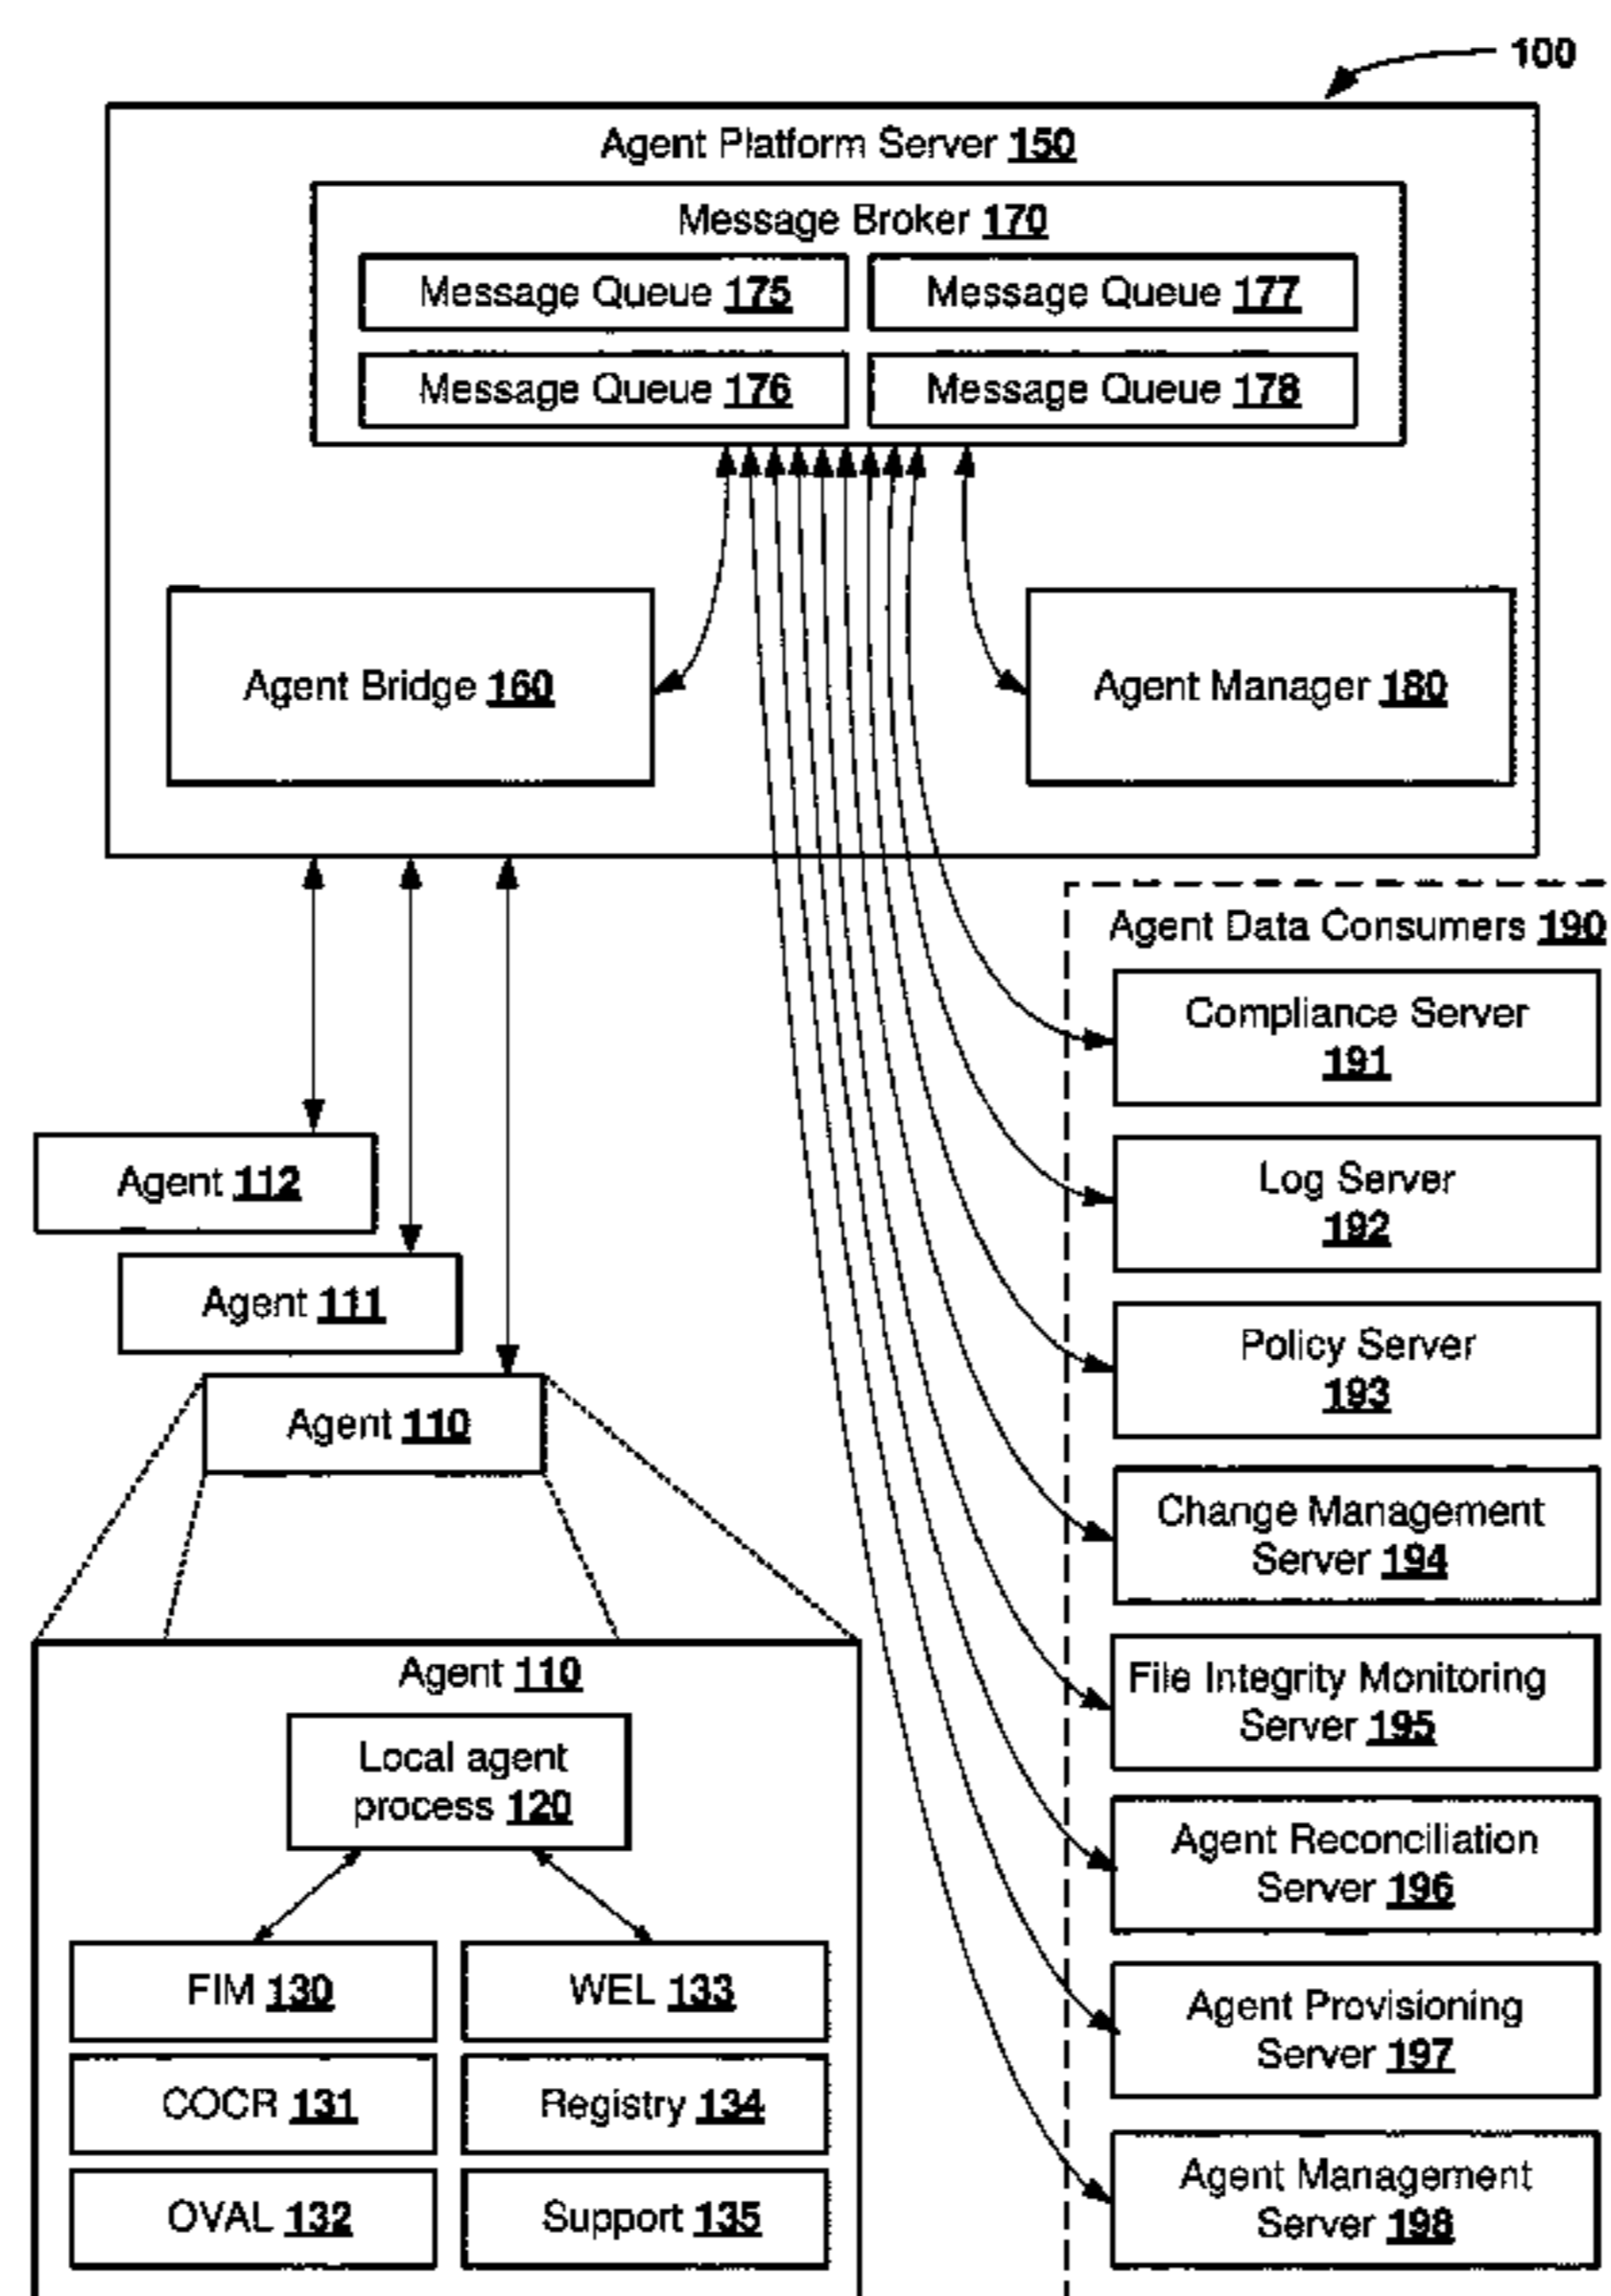 100
Agent Platform Server 150
Message Broker 170
Message Queue 175
Message Queue 177
Message Queue 176
Message Queue 178
Agent Bridge 160
Agent Manager 180
Agent Data Consumers 190
Compliance Server
191
Log Server
192
Policy Server
193
Change Management
Server 194
File Integrity Monitoring
Server 195
Agent Reconciliation
Server 196
Agent Provisioning
Server 197
Agent Management
Server 198
Agent 112
Agent 111
Agent 110
Agent 110
Local agent
process 120
FIM 130
WEL 133
COCR 131
Registry 134
OVAL 132
Support 135